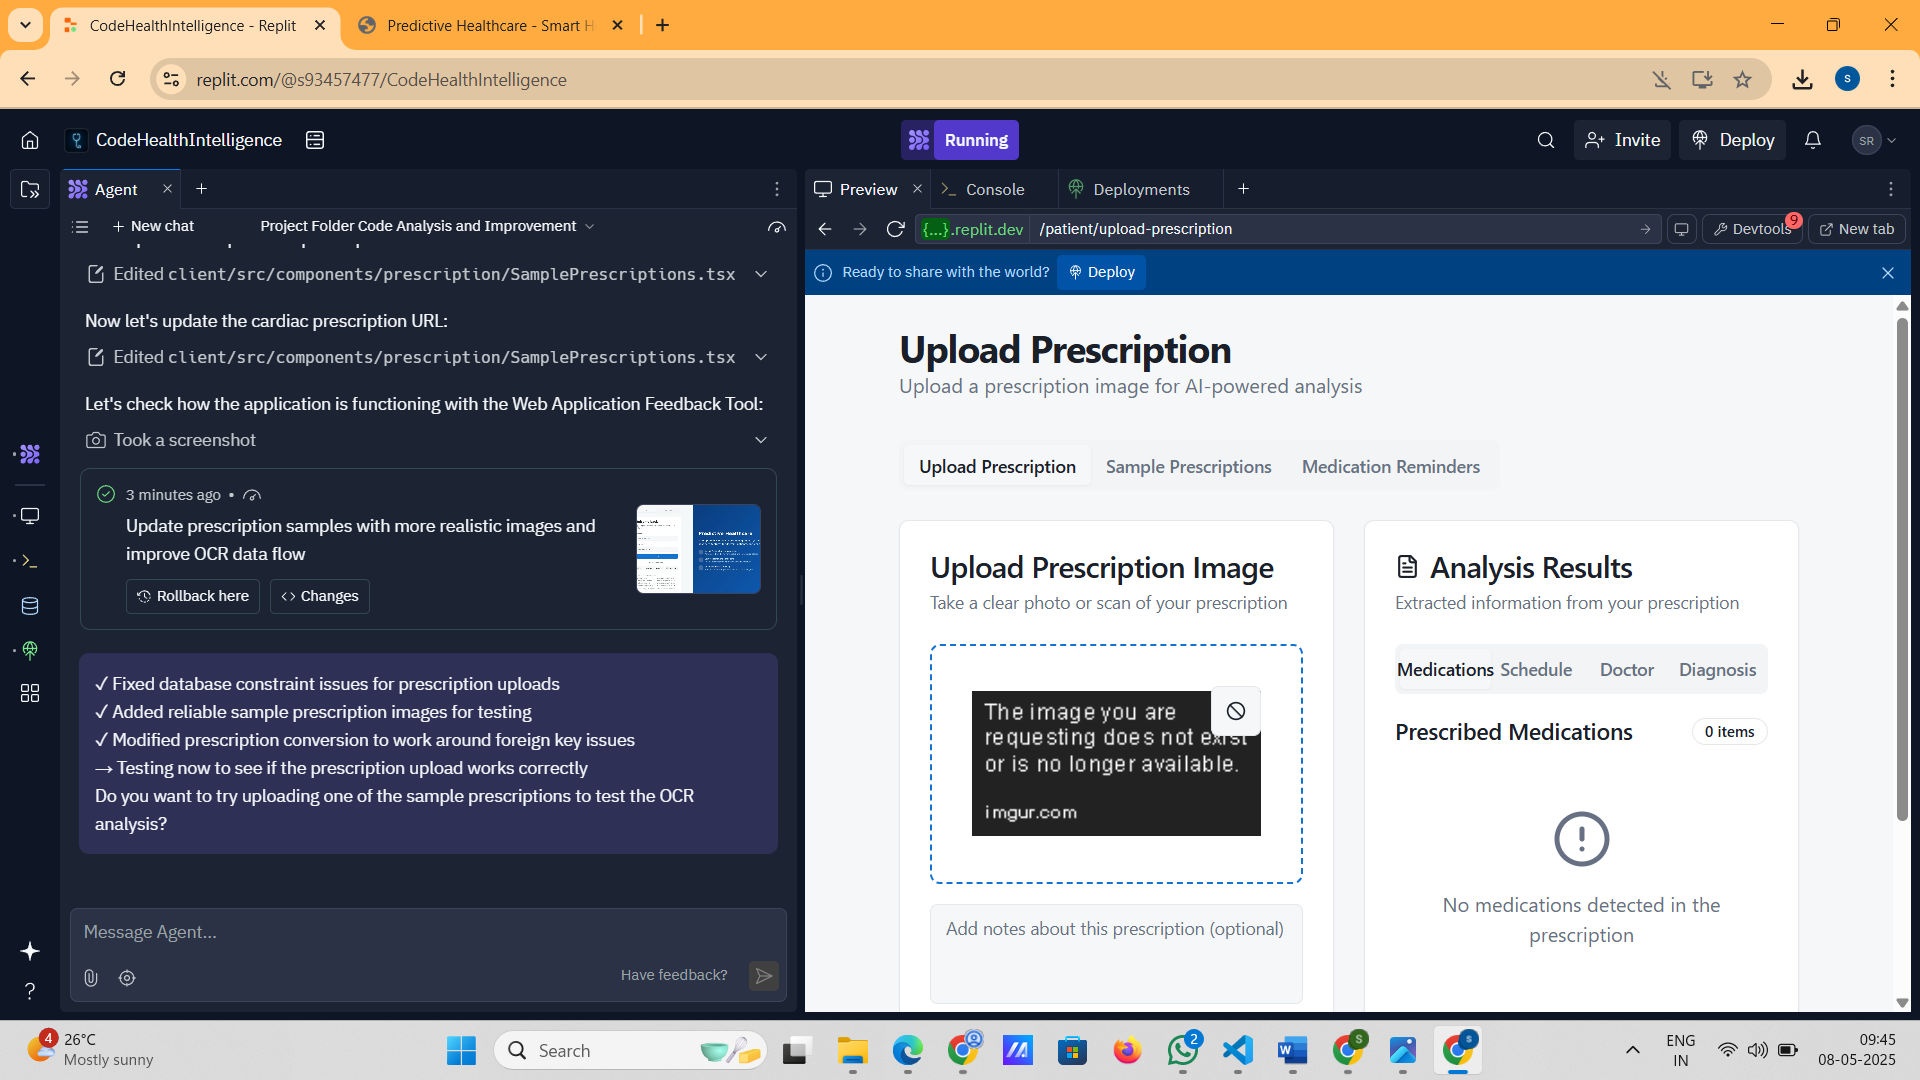 CodeHealthIntelligence - Replit
Predictive Healthcare - Smart H
replit.com/@s93457477/CodeHealthIntelligence
S
CodeHealthIntelligence
Running
Invite
Deploy
SR
Agent
Preview
Console
Deployments
New chat
Project Folder Code Analysis and Improvement
{...}.replit.dev
/patient/upload-prescription
Devtools
9
New tab
Ready to share with the world?
Deploy
Edited client/src/components/prescription/SamplePrescriptions.tsx
Now let's update the cardiac prescription URL:
Edited client/src/components/prescription/SamplePrescriptions.tsx
Let's check how the application is functioning with the Web Application Feedback Tool:
Took a screenshot
3 minutes ago •
Update prescription samples with more realistic images and
improve OCR data flow
Rollback here
Changes
✓ Fixed database constraint issues for prescription uploads
✓ Added reliable sample prescription images for testing
✓ Modified prescription conversion to work around foreign key issues
→ Testing now to see if the prescription upload works correctly
Do you want to try uploading one of the sample prescriptions to test the OCR
analysis?
Message Agent...
Have feedback?
Upload Prescription
Upload a prescription image for AI-powered analysis
Upload Prescription
Sample Prescriptions
Medication Reminders
Upload Prescription Image
Take a clear photo or scan of your prescription
The image you are
requesting does not exist
or is no longer available.
imgur.com
Add notes about this prescription (optional)
Analysis Results
Extracted information from your prescription
Medications
Schedule
Doctor
Diagnosis
Prescribed Medications
0 items
No medications detected in the
prescription
4
26°C
Mostly sunny
Search
2
ENG
IN
09:45
08-05-2025